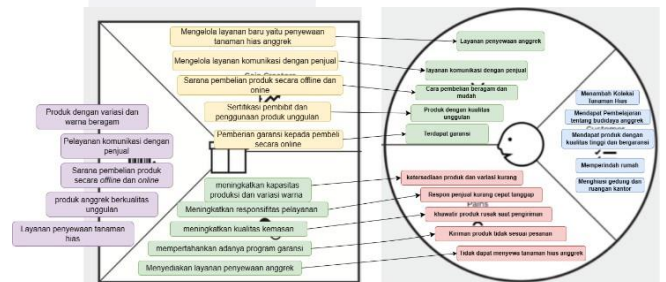 Mengelola layanan baru yaitu penyewaan
tanaman hias anggrek
Mengelola layanan komunikasi dengan penjual
Sarana pembelian produk secara offline dan
onine
Sertifikasi pembibit dan
penggunaan produk unggulan
Pemberian garansi kepada pembeli
secara online
Produk dengan variasi dan
warna beragam
Pelayanan komunikasi dengan
penjual
Sarana pembelian produk
secara offline dan online
produk anggrek berkualitas
unggulan
Layanan penyewaan tanaman
hias
meningkatkan kapasitas
produksi dan variasi warna
Meningkatkan responsifitas pelayanan
meningkatkan kualitas kemasan
mempertahankan adanya program garansi
Menyediakan layanan penyewaan anggrek
Layanan penyewaan anggrek
layanan komunikasi dengan penjual
Cara pembelian beragam dan
mudah
Produk dengan kualitas
unggulan
Terdapat garansi
ketersadiaan produk dan variasi kurang
Respon penjual kurang cepat tanggap
khawatir produk rusak saat pengiriman
Kiriman produk tidak sesuai pesanan
Pains
Tidak dapat menyewa tanaman hias anggrek
Menambah Koleksi
Tanaman Hias
Mendapat Pembelajaran
tentang budidaya anggrek
Mendapat produk dengan
kualitas tinggi dan bergaransi
Memperindah rumah
Menghiasi gedung dan
ruangan kantor